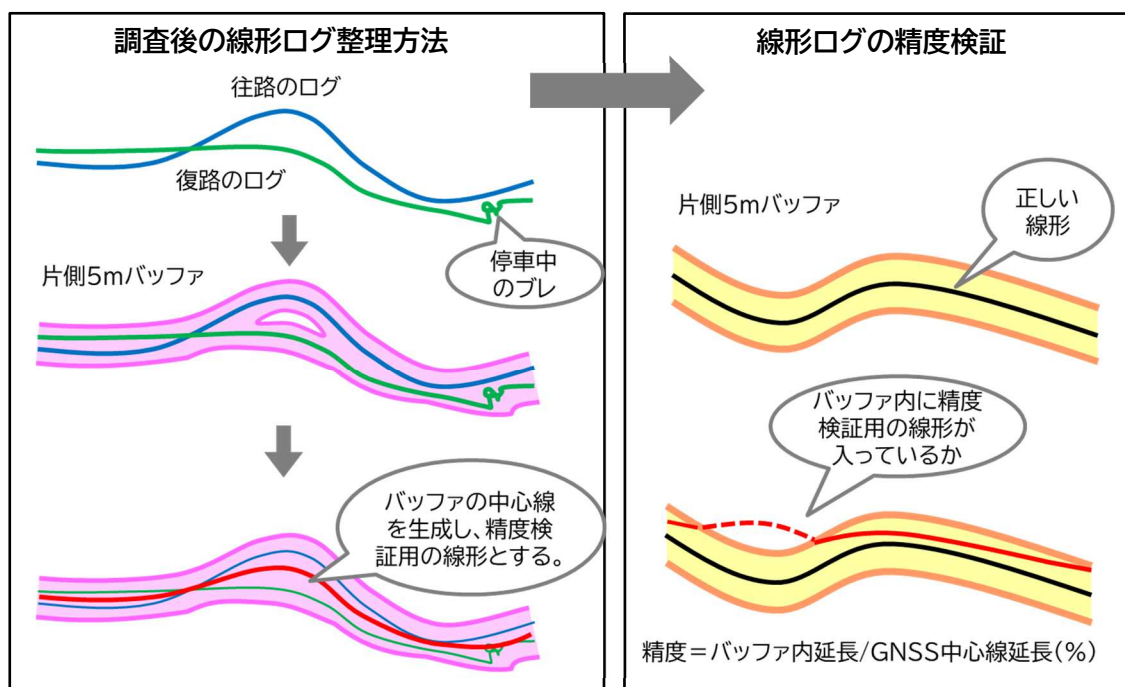 調査後の線形ログ整理方法
往路のログ
復路のログ
停車中
のブレ
片側5mバッファ
バッファの中心線
を生成し、精度検
証用の線形とする。
線形ログの精度検証
正しい
線形
片側5mバッファ
バッファ内に精度
検証用の線形が
入っているか
精度＝バッファ内延長/GNSS中心線延長(%)